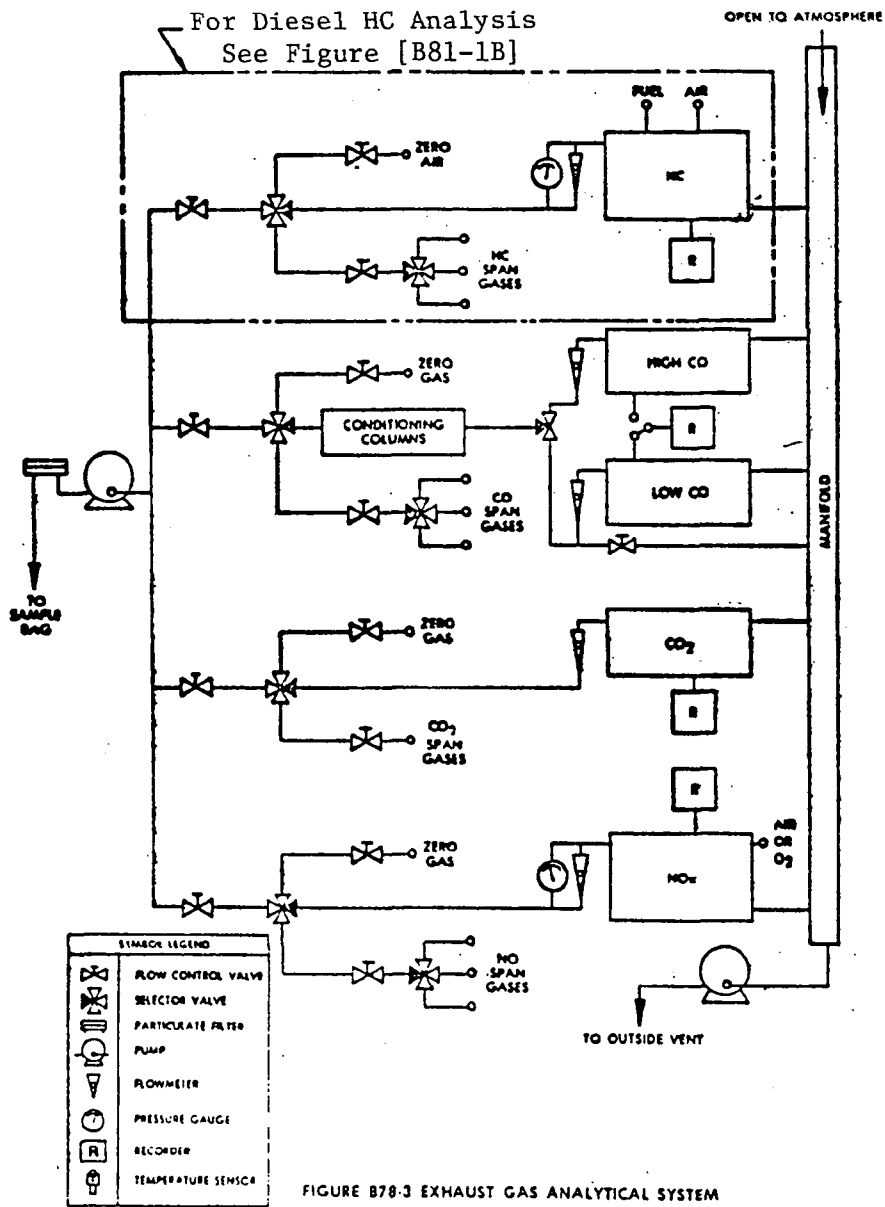 For Diesel HC Analysis
See Figure [B81-1B]
OPEN TO ATMOSPHERE
FUEL
AIR
ZERO
AIR
HC
HC
SPAN
GASES
R
MANIFOLD
ZERO
GAS
HIGH CO
CONDITIONING
COLUMNS
R
CO
SPAN
GASES
LOW CO
TO
SAMPLE
BAG
ZERO
GAS
CO2
CO2
SPAN
GASES
R
R
ZERO
GAS
AIR
OR
O2
NOx
NO
SPAN
GASES
TO OUTSIDE VENT
SYMBOL LEGEND
FLOW CONTROL VALVE
SELECTOR VALVE
PARTICULATE FILTER
PUMP
FLOWMETER
PRESSURE GAUGE
R RECORDER
TEMPERATURE SENSOR
FIGURE B78-3 EXHAUST GAS ANALYTICAL SYSTEM